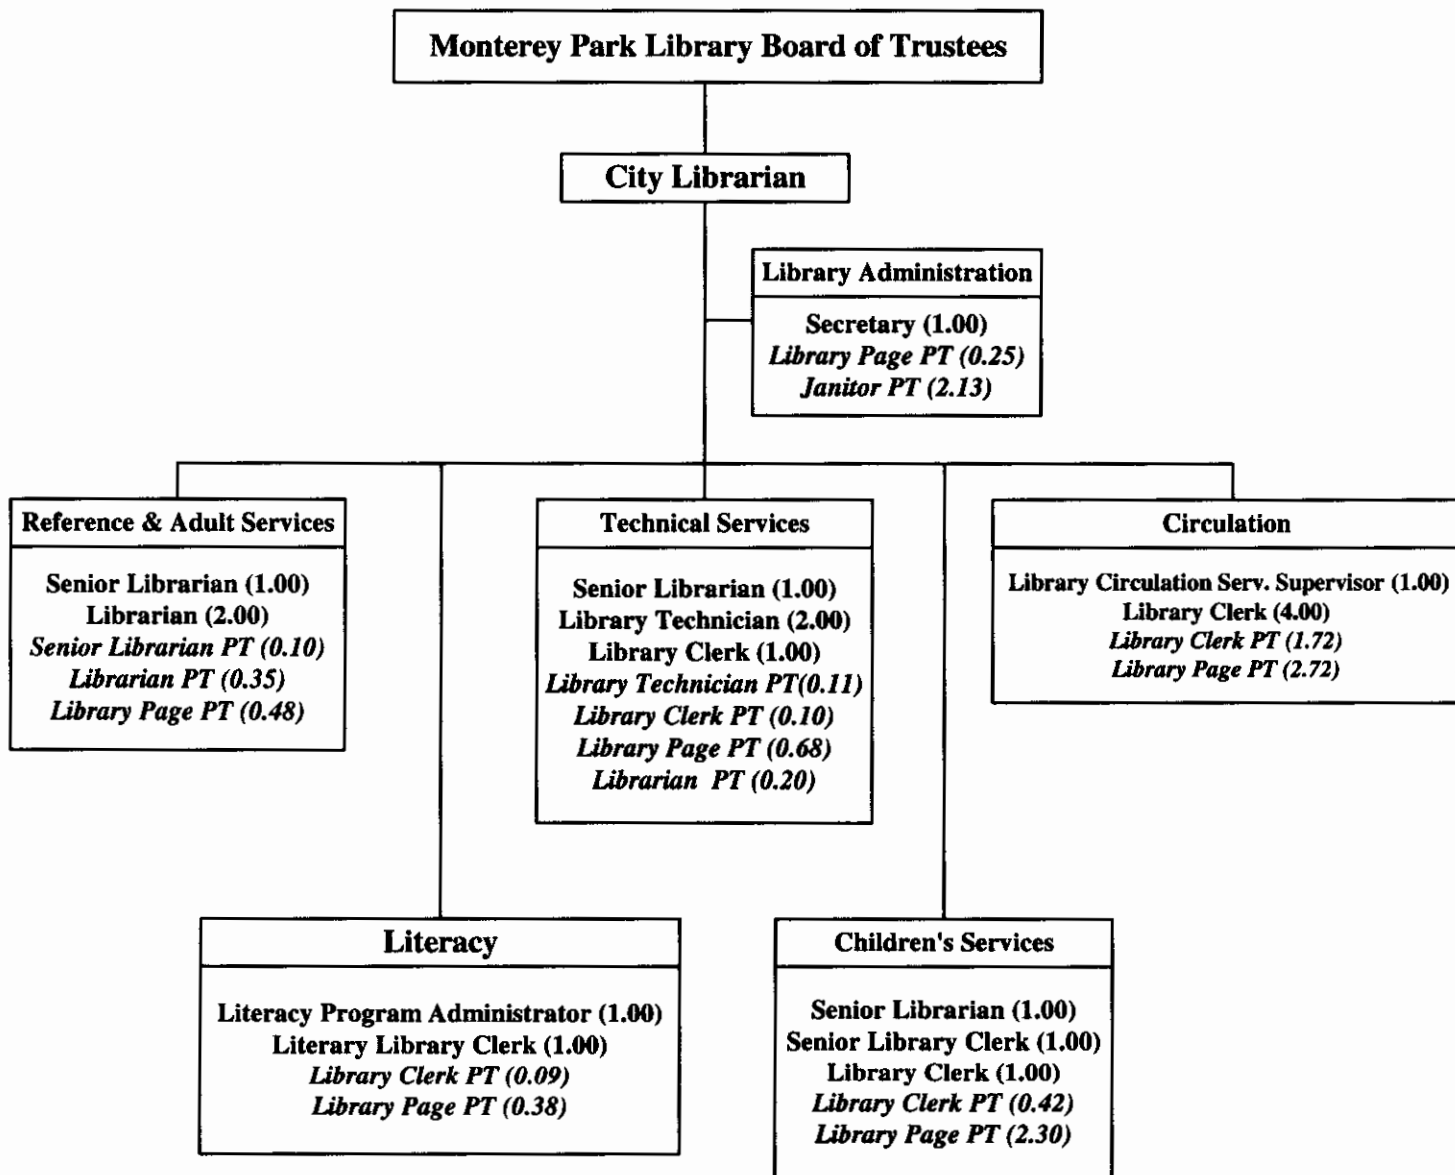 Monterey Park Library Board of Trustees
City Librarian
Library Administration
Secretary (1.00)
Library Page PT (0.25)
Janitor PT (2.13)
Reference & Adult Services
Senior Librarian (1.00)
Librarian (2.00)
Senior Librarian PT (0.10)
Librarian PT (0.35)
Library Page PT (0.48)
Technical Services
Senior Librarian (1.00)
Library Technician (2.00)
Library Clerk (1.00)
Library Technician PT(0.11)
Library Clerk PT (0.10)
Library Page PT (0.68)
Librarian PT (0.20)
Circulation
Library Circulation Serv. Supervisor (1.00)
Library Clerk (4.00)
Library Clerk PT (1.72)
Library Page PT (2.72)
Literacy
Literacy Program Administrator (1.00)
Literary Library Clerk (1.00)
Library Clerk PT (0.09)
Library Page PT (0.38)
Children's Services
Senior Librarian (1.00)
Senior Library Clerk (1.00)
Library Clerk (1.00)
Library Clerk PT (0.42)
Library Page PT (2.30)